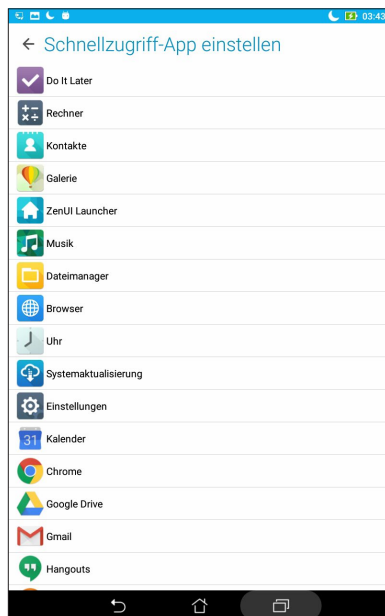 03:43
Schnellzugriff-App einstellen
Do It Later
Rechner
Kontakte
Galerie
ZenUI Launcher
Musik
Dateimanager
Browser
Uhr
Systemaktualisierung
Einstellungen
31 Kalender
Chrome
Google Drive
Gmail
Hangouts